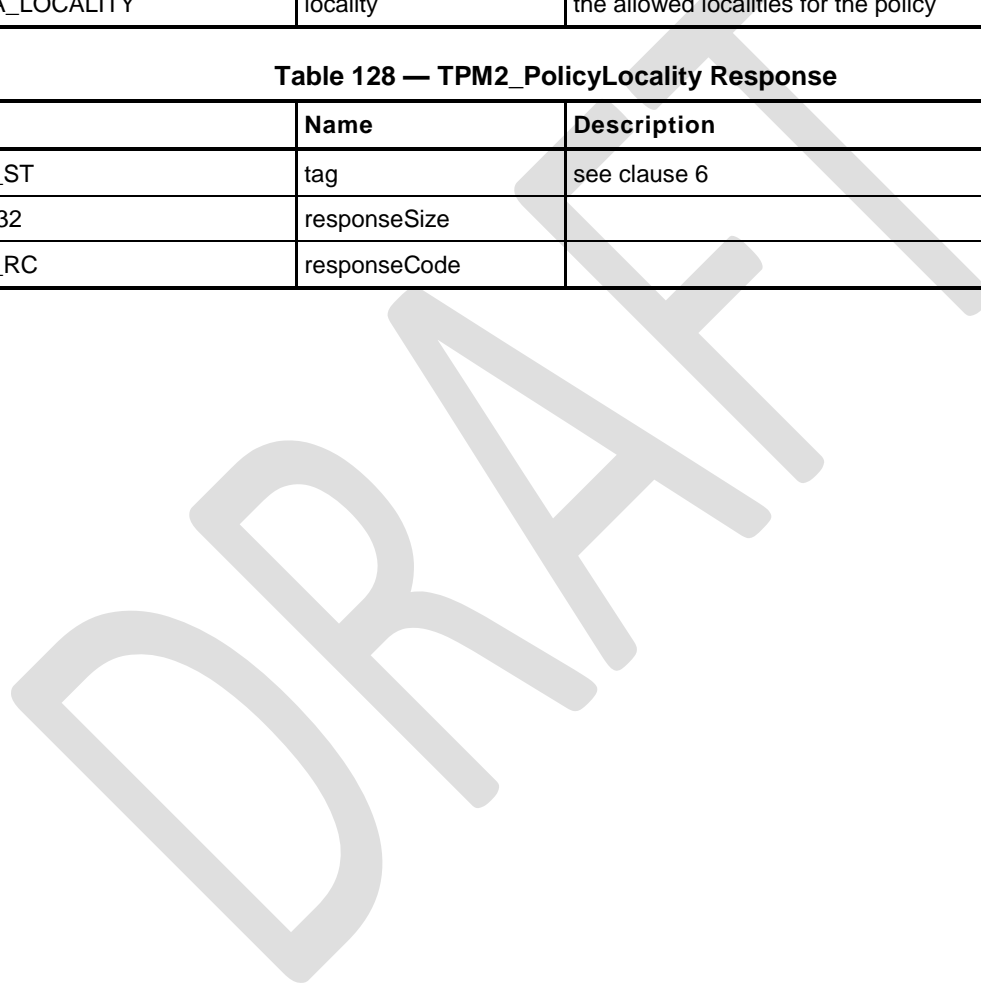 A_LOCALITY locality the allowed localities for the policy
Table 128 — TPM2_PolicyLocality Response
Name Description
_ST tag see clause 6
32 responseSize
_RC responseCode
DRAFT